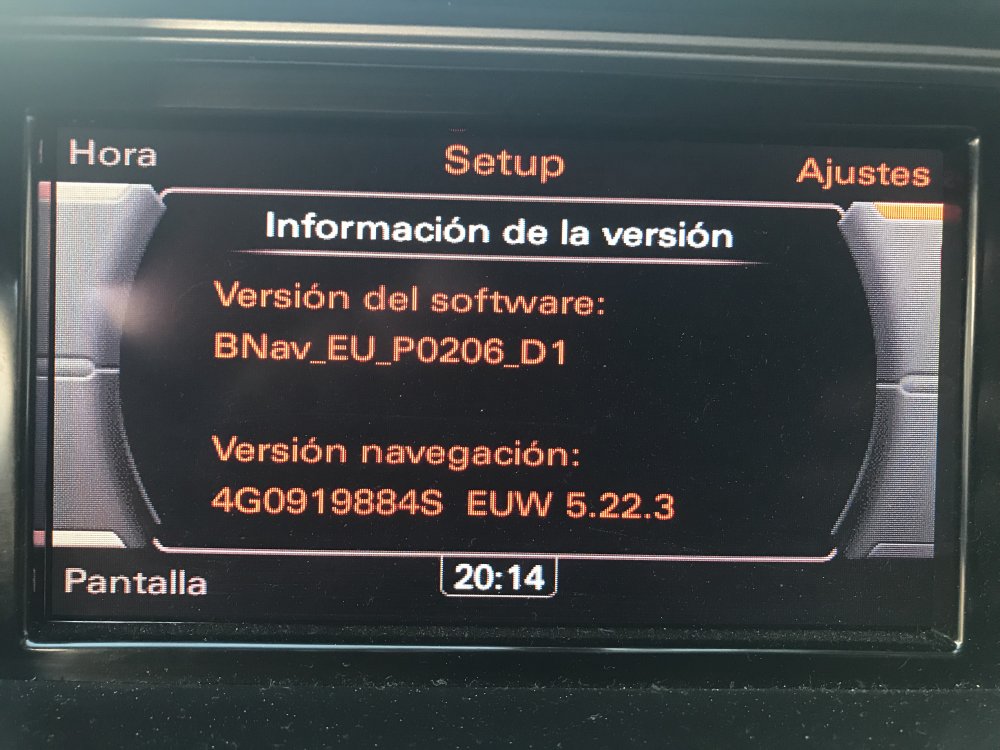 Hora
Setup
Ajustes
Información de la versión
Versión del software:
BNav_EU_P0206_D1
Versión navegación:
4G0919884S EUW 5.22.3
Pantalla
20:14